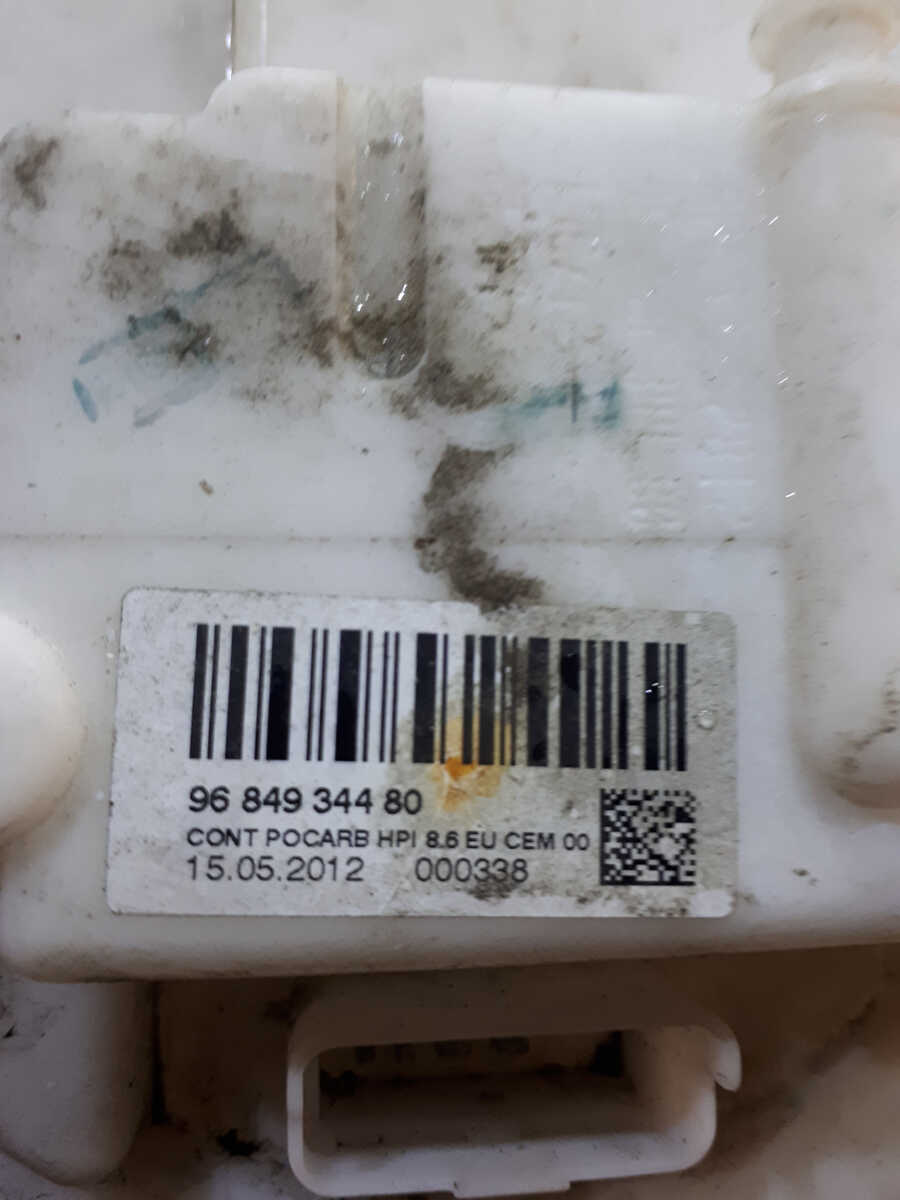 96 849 344 80
CONT POCARB HPI 8.6 EU CEM 00
15.05.2012 000338